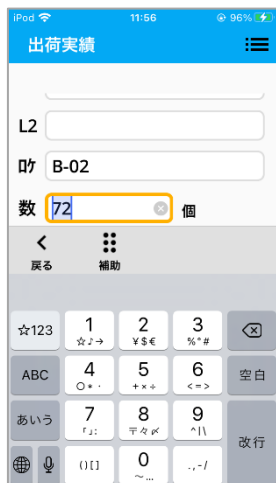 iPod 11:56 96%
出荷実績
L2
ﾛｹ B-02
数 72 個
戻る 補助
☆123 1 2 3
☆♪→ ¥$€ %°#
ABC 4 5 6 空白
○*・ +×÷ <=>
あいう 7 8 9
「」: 〒々〆 ^|\
改行
()[] 0 .,-/
~…